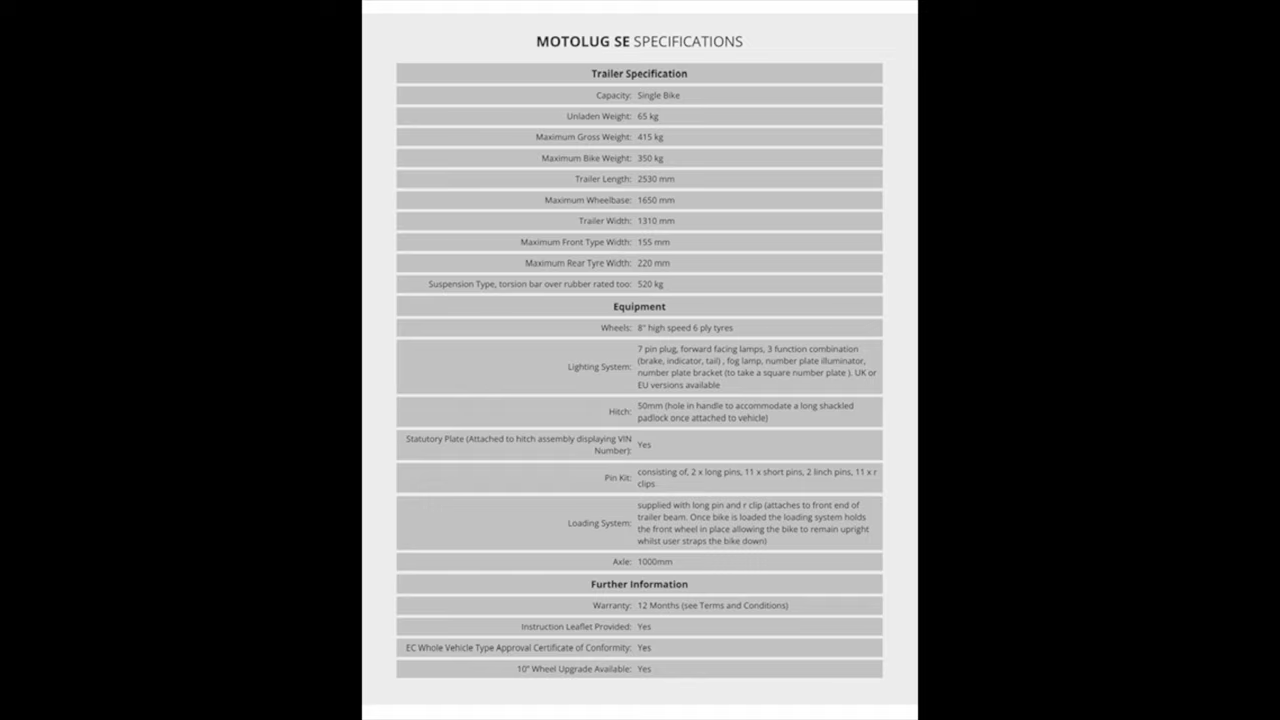 MOTOLUG SE SPECIFICATIONS
Trailer Specification
Capacity: Single Bike
Unladen Weight: 65 kg
Maximum Gross Weight: 415 kg
Maximum Bike Weight: 350 kg
Trailer Length: 2530 mm
Maximum Wheelbase: 1650 mm
Trailer Width: 1310 mm
Maximum Front Type Width: 155 mm
Maximum Rear Tyre Width: 220 mm
Suspension Type, torsion bar over rubber rated too: 520 kg
Equipment
Wheels: 8" high speed 6 ply tyres
Lighting System:
7 pin plug, forward facing lamps, 3 function combination
(brake, indicator, tail) , fog lamp, number plate illuminator,
number plate bracket (to take a square number plate ). UK or
EU versions available
Hitch:
50mm (hole in handle to accommodate a long shackled
padlock once attached to vehicle)
Statutory Plate (Attached to hitch assembly displaying VIN
Number):
Yes
Pin Kit:
consisting of, 2 x long pins, 11 x short pins, 2 linch pins, 11 x r
clips
Loading System:
supplied with long pin and r clip (attaches to front end of
trailer beam. Once bike is loaded the loading system holds
the front wheel in place allowing the bike to remain upright
whilst user straps the bike down)
Axle: 1000mm
Further Information
Warranty: 12 Months (see Terms and Conditions)
Instruction Leaflet Provided: Yes
EC Whole Vehicle Type Approval Certificate of Conformity: Yes
10" Wheel Upgrade Available: Yes